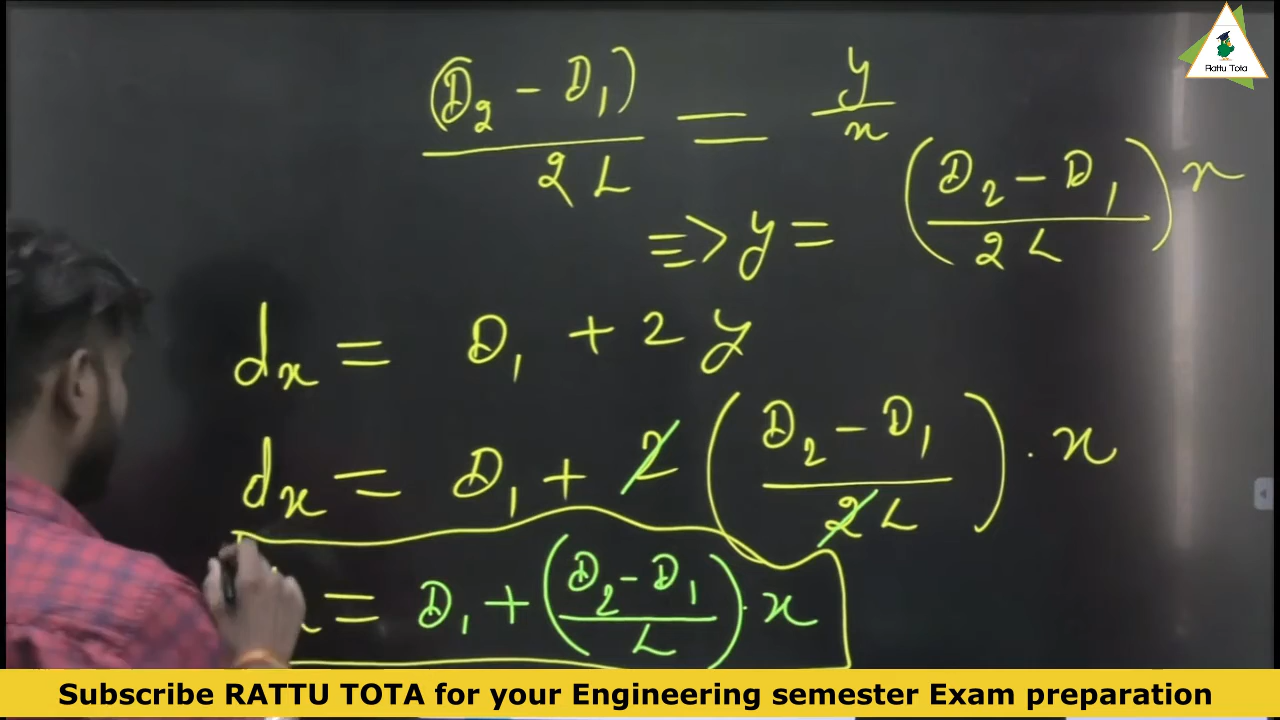 Rattu Tota
(D₂ - D₁) / 2L = y / x
=> y = ((D₂ - D₁) / 2L) x
dx = D₁ + 2y
dx = D₁ + 2 ((D₂ - D₁) / 2L) . x
x = D₁ + ((D₂ - D₁) / L) . x
Subscribe RATTU TOTA for your Engineering semester Exam preparation